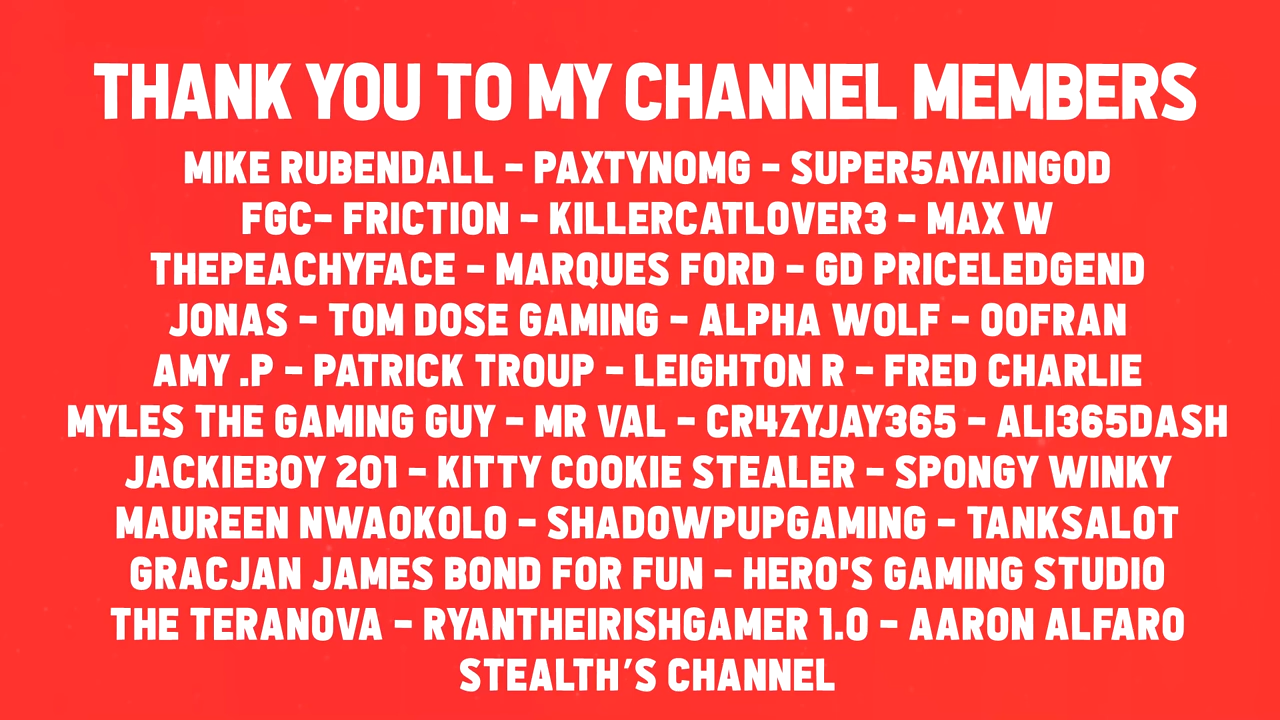 THANK YOU TO MY CHANNEL MEMBERS
MIKE RUBENDALL - PAXTYNOMG - SUPER5AYAINGOD
FGC- FRICTION - KILLERCATLOVER3 - MAX W
THEPEACHYFACE - MARQUES FORD - GD PRICELEDGEND
JONAS - TOM DOSE GAMING - ALPHA WOLF - OOFRAN
AMY .P - PATRICK TROUP - LEIGHTON R - FRED CHARLIE
MYLES THE GAMING GUY - MR VAL - CR4ZYJAY365 - ALI365DASH
JACKIEBOY 201 - KITTY COOKIE STEALER - SPONGY WINKY
MAUREEN NWAOKOLO - SHADOWPUPGAMING - TANKSALOT
GRACJAN JAMES BOND FOR FUN - HERO'S GAMING STUDIO
THE TERANOVA - RYANTHEIRISHGAMER 1.0 - AARON ALFARO
STEALTH’S CHANNEL